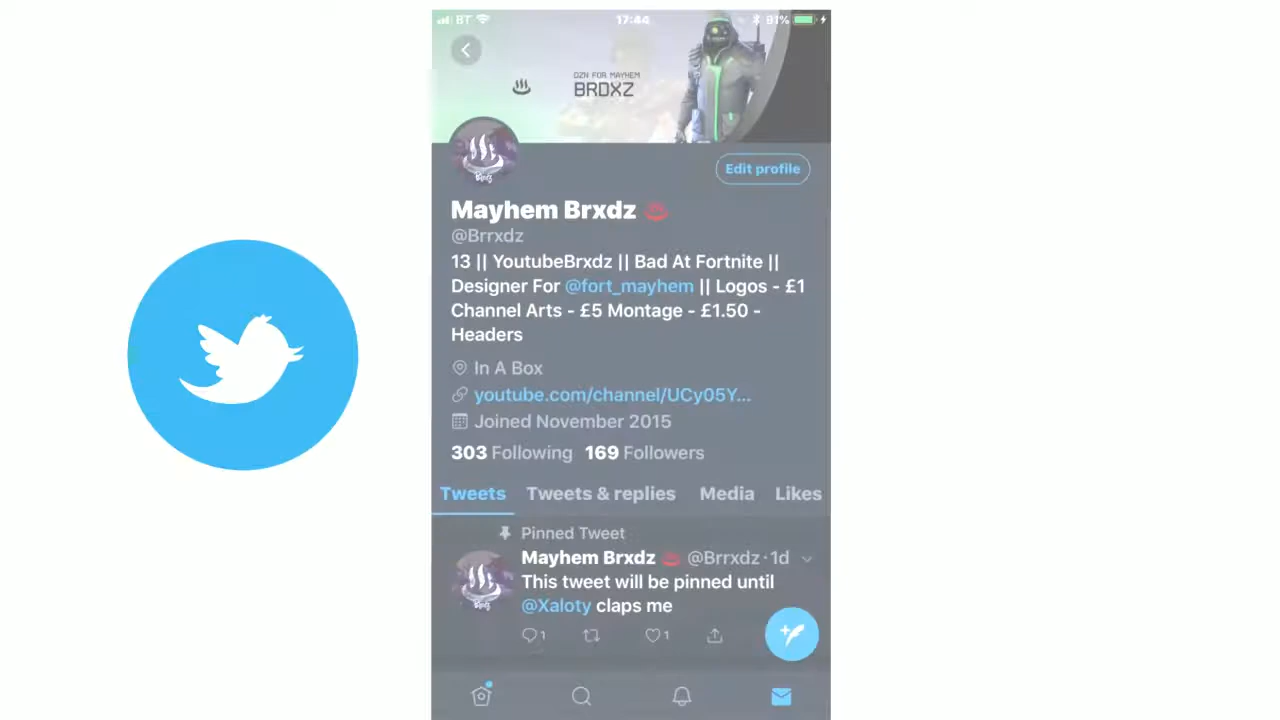 BT 17:44 91%
DZN FOR MAYHEM
BRDXZ
Brdz
Edit profile
Mayhem Brxdz
@Brrxdz
13 || YoutubeBrxdz || Bad At Fortnite ||
Designer For @fort_mayhem || Logos - £1
Channel Arts - £5 Montage - £1.50 -
Headers
In A Box
youtube.com/channel/UCy05Y...
Joined November 2015
303 Following 169 Followers
Tweets Tweets & replies Media Likes
Pinned Tweet
Mayhem Brxdz @Brrxdz · 1d
This tweet will be pinned until
@Xaloty claps me
1 1